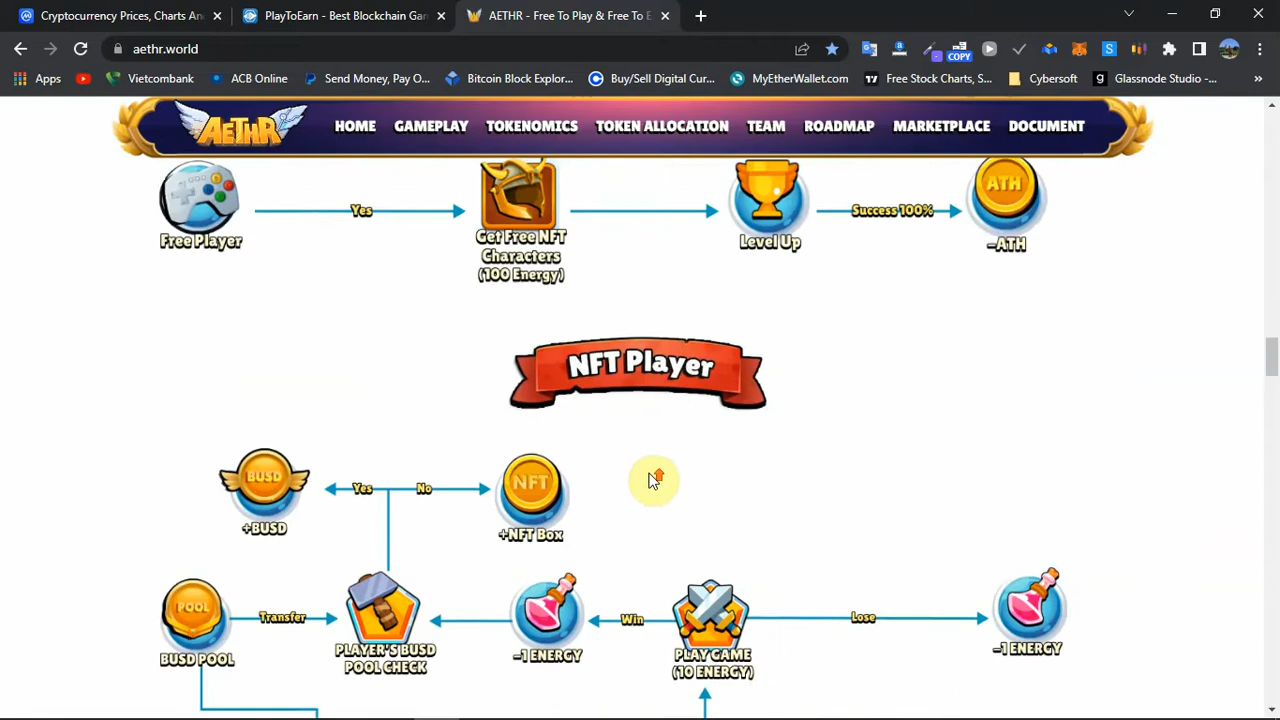 Cryptocurrency Prices, Charts An
PlayToEarn - Best Blockchain Gam
AETHR - Free To Play & Free To E
aethr.world
COPY
Apps
Vietcombank
ACB Online
Send Money, Pay O...
Bitcoin Block Explor...
Buy/Sell Digital Cur...
MyEtherWallet.com
Free Stock Charts, S...
Cybersoft
Glassnode Studio -...
AETHR
HOME
GAMEPLAY
TOKENOMICS
TOKEN ALLOCATION
TEAM
ROADMAP
MARKETPLACE
DOCUMENT
Free Player
Yes
Get Free NFT
Characters
(100 Energy)
Level Up
Success 100%
ATH
-ATH
NFT Player
BUSD
+BUSD
Yes
No
NFT
+NFT Box
POOL
BUSD POOL
Transfer
PLAYER'S BUSD
POOL CHECK
-1 ENERGY
Win
PLAY GAME
(10 ENERGY)
Lose
-1 ENERGY